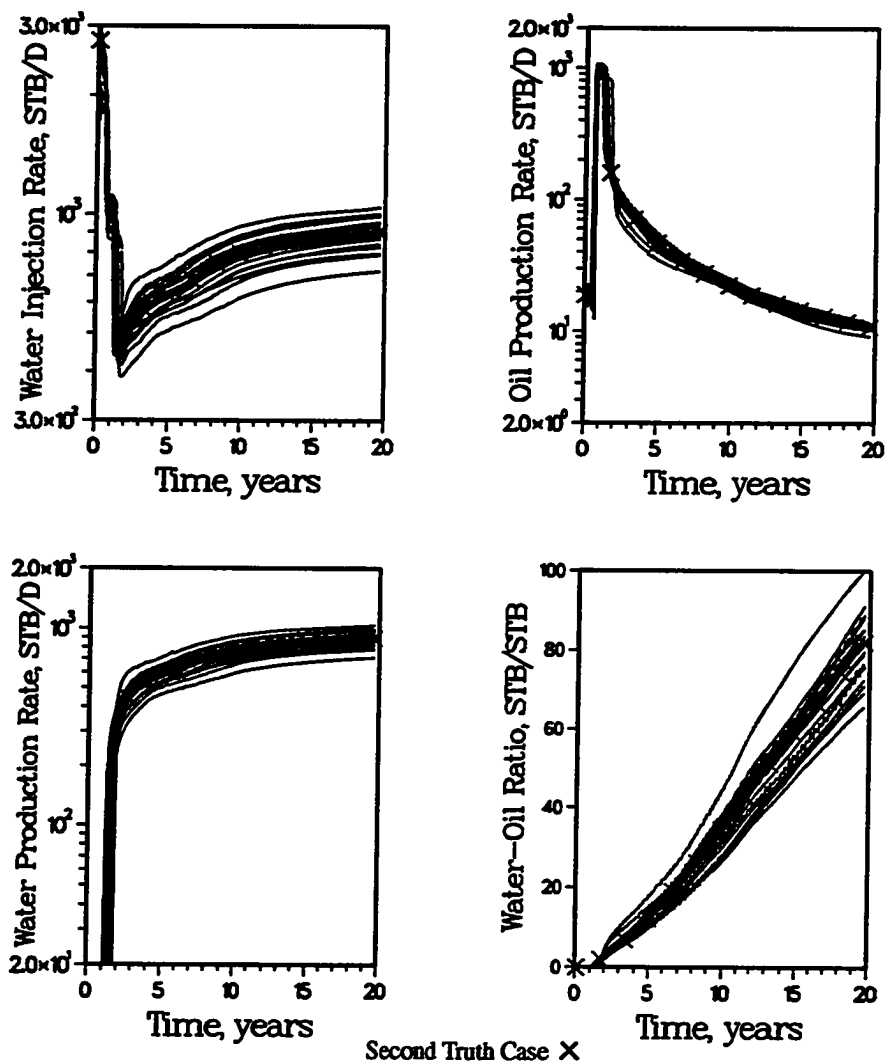 3.0×10³
10³
3.0×10²
Water Injection Rate, STB/D
0 5 10 15 20
Time, years
2.0×10³
10³
10²
10¹
2.0×10⁰
Oil Production Rate, STB/D
0 5 10 15 20
Time, years
2.0×10³
10³
10²
2.0×10¹
Water Production Rate, STB/D
0 5 10 15 20
Time, years
100
80
60
40
20
0
Water-Oil Ratio, STB/STB
0 5 10 15 20
Time, years
Second Truth Case ×